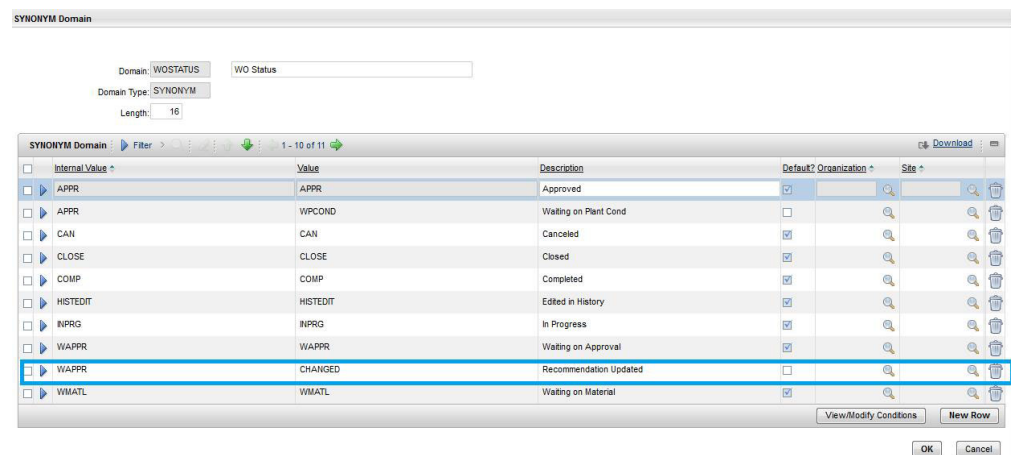 SYNONYM Domain
Domain: WOSTATUS WO Status
Domain Type: SYNONYM
Length: 16
SYNONYM Domain Filter 1 - 10 of 11 Download
Internal Value Value Description Default? Organization Site
APPR APPR Approved
APPR WPCOND Waiting on Plant Cond
CAN CAN Canceled
CLOSE CLOSE Closed
COMP COMP Completed
HISTEDIT HISTEDIT Edited in History
INPRG INPRG In Progress
WAPPR WAPPR Waiting on Approval
WAPPR CHANGED Recommendation Updated
WMATL WMATL Waiting on Material
View/Modify Conditions New Row
OK Cancel